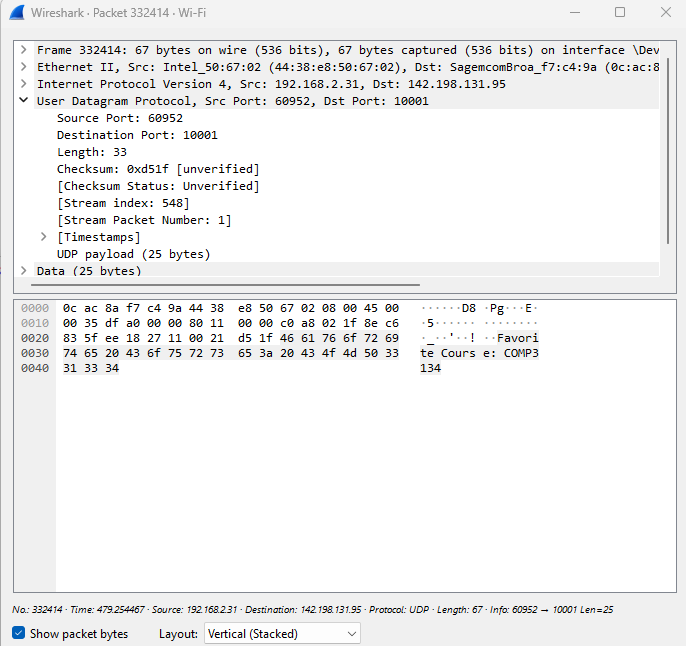 Wireshark · Packet 332414 · Wi-Fi
Frame 332414: 67 bytes on wire (536 bits), 67 bytes captured (536 bits) on interface \Dev
Ethernet II, Src: Intel_50:67:02 (44:38:e8:50:67:02), Dst: SagemcomBroa_f7:c4:9a (0c:ac:8
Internet Protocol Version 4, Src: 192.168.2.31, Dst: 142.198.131.95
User Datagram Protocol, Src Port: 60952, Dst Port: 10001
Source Port: 60952
Destination Port: 10001
Length: 33
Checksum: 0xd51f [unverified]
[Checksum Status: Unverified]
[Stream index: 548]
[Stream Packet Number: 1]
[Timestamps]
UDP payload (25 bytes)
Data (25 bytes)
0000 0c ac 8a f7 c4 9a 44 38 e8 50 67 02 08 00 45 00 ······D8 ·Pg···E·
0010 00 35 df a0 00 00 80 11 00 00 c0 a8 02 1f 8e c6 ·5······ ········
0020 83 5f ee 18 27 11 00 21 d5 1f 46 61 76 6f 72 69 ·_··'··! ··Favori
0030 74 65 20 43 6f 75 72 73 65 3a 20 43 4f 4d 50 33 te Cours e: COMP3
0040 31 33 34 134
No.: 332414 · Time: 479.254467 · Source: 192.168.2.31 · Destination: 142.198.131.95 · Protocol: UDP · Length: 67 · Info: 60952 → 10001 Len=25
Show packet bytes Layout: Vertical (Stacked)